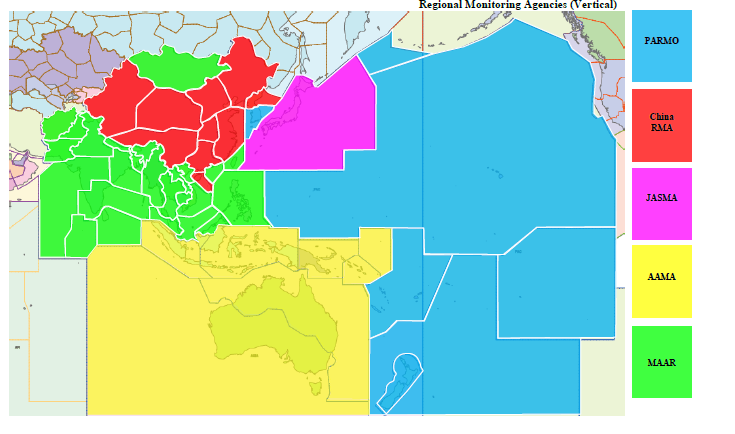 Regional Monitoring Agencies (Vertical)
PARMO
China
RMA
JASMA
AAMA
MAAR